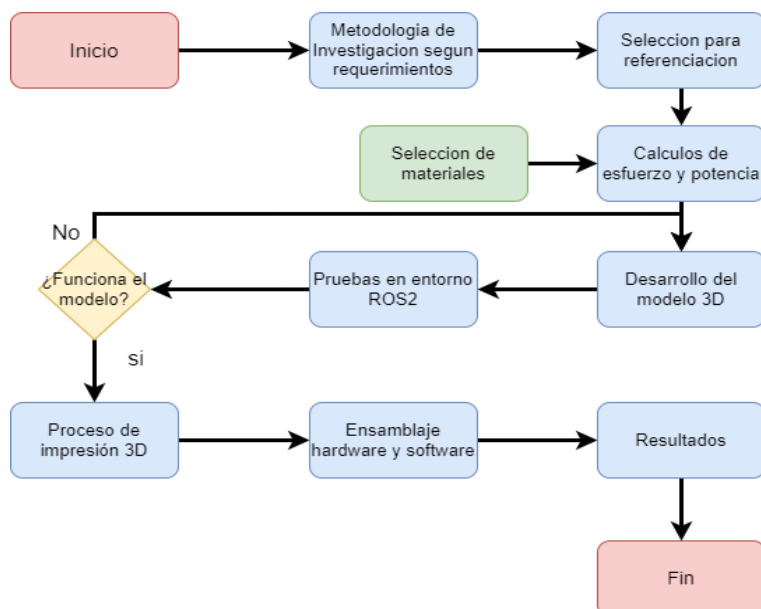 Inicio
Metodologia de
Investigacion segun
requerimientos
Seleccion para
referenciacion
Seleccion de
materiales
Calculos de
esfuerzo y potencia
No
¿Funciona el
modelo?
Pruebas en entorno
ROS2
Desarrollo del
modelo 3D
si
Proceso de
impresión 3D
Ensamblaje
hardware y software
Resultados
Fin